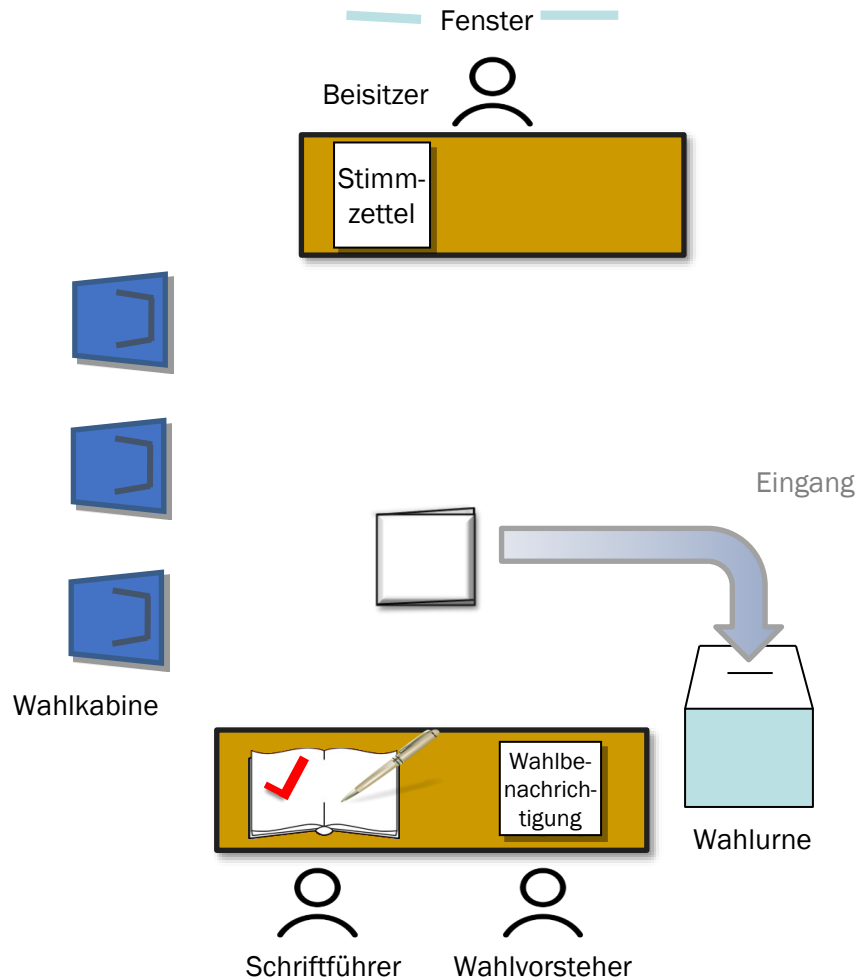 Fenster
Beisitzer
Stimm-
zettel
Eingang
Wahlkabine
Wahlbe-
nachrich-
tigung
Wahlurne
Schriftführer
Wahlvorsteher